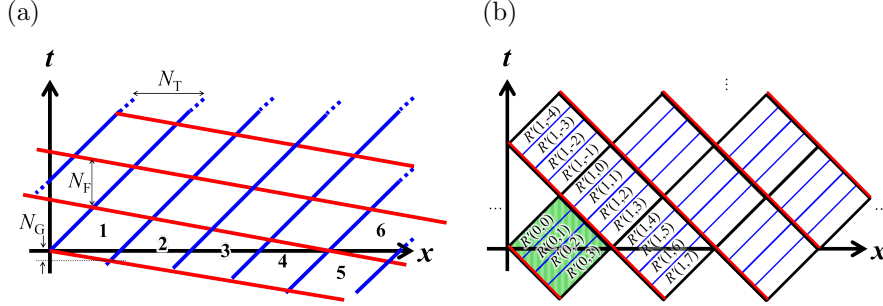 (a)
t
N_T
N_F
N_G
1
2
3
4
5
6
x
(b)
t
...
R'(1,-4)
R'(1,-3)
R'(1,-2)
R'(1,-1)
R'(1,0)
R'(1,1)
R'(1,2)
R'(1,3)
R'(1,4)
R'(1,5)
R'(1,6)
R'(1,7)
R'(0,0)
R'(0,1)
R'(0,2)
R'(0,3)
...
...
x